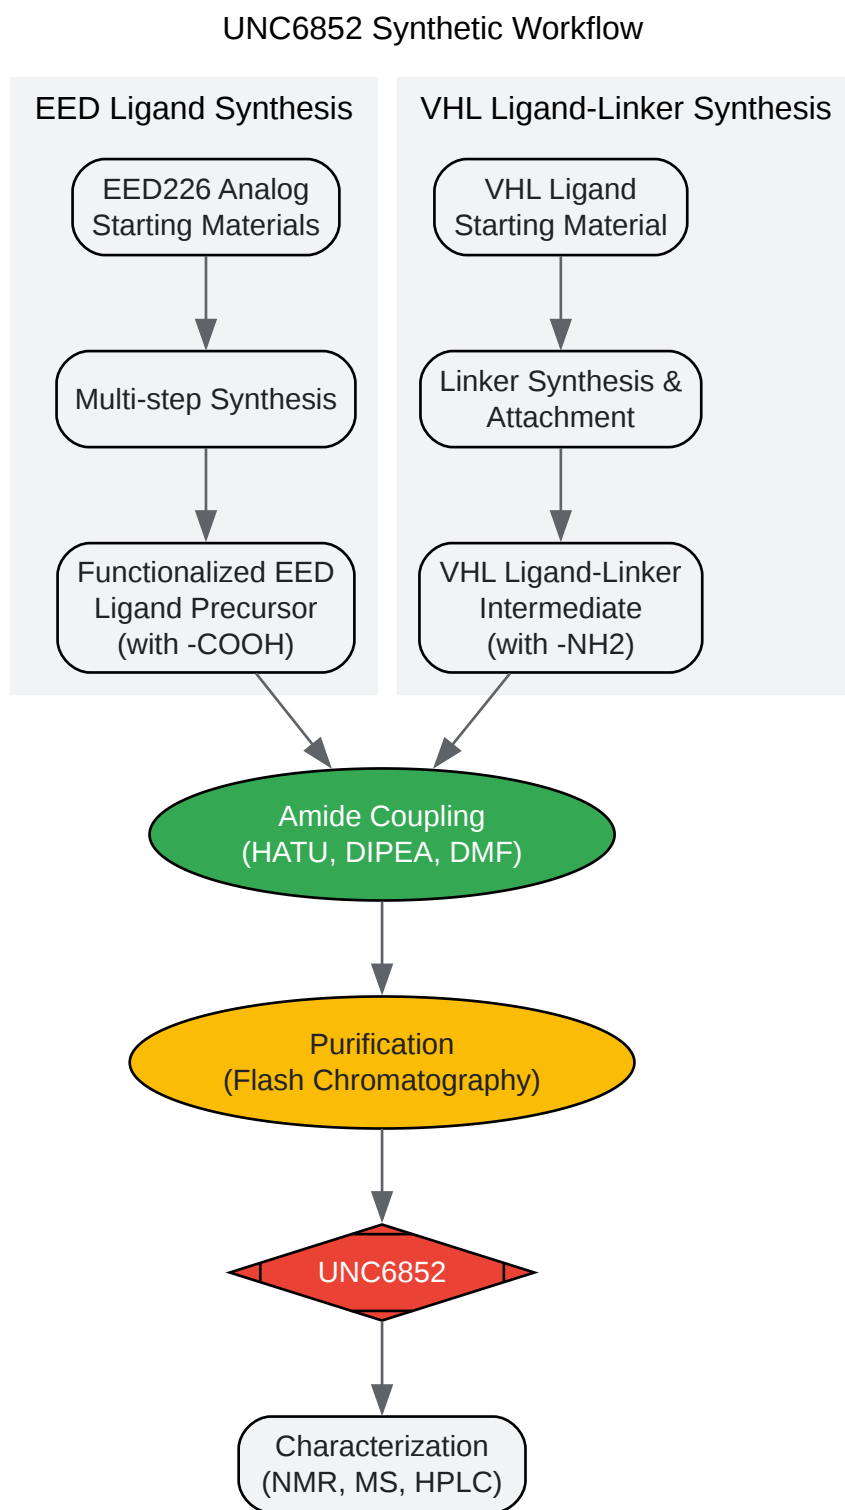 UNC6852 Synthetic Workflow
EED Ligand Synthesis
EED226 Analog
Starting Materials
Multi-step Synthesis
Functionalized EED
Ligand Precursor
(with -COOH)
VHL Ligand-Linker Synthesis
VHL Ligand
Starting Material
Linker Synthesis &
Attachment
VHL Ligand-Linker
Intermediate
(with -NH2)
Amide Coupling
(HATU, DIPEA, DMF)
Purification
(Flash Chromatography)
UNC6852
Characterization
(NMR, MS, HPLC)